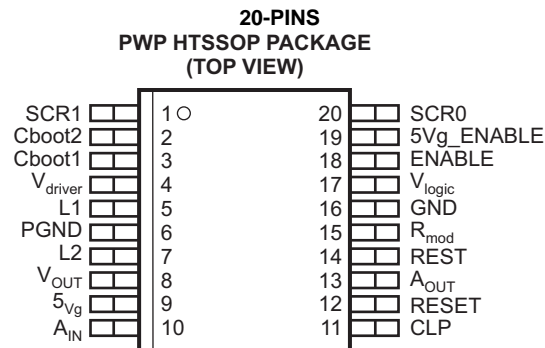 20-PINS
PWP HTSSOP PACKAGE
(TOP VIEW)
SCR1 1 20 SCR0
Cboot2 2 19 5Vg_ENABLE
Cboot1 3 18 ENABLE
Vdriver 4 17 Vlogic
L1 5 16 GND
PGND 6 15 Rmod
L2 7 14 REST
VOUT 8 13 AOUT
5Vg 9 12 RESET
AIN 10 11 CLP